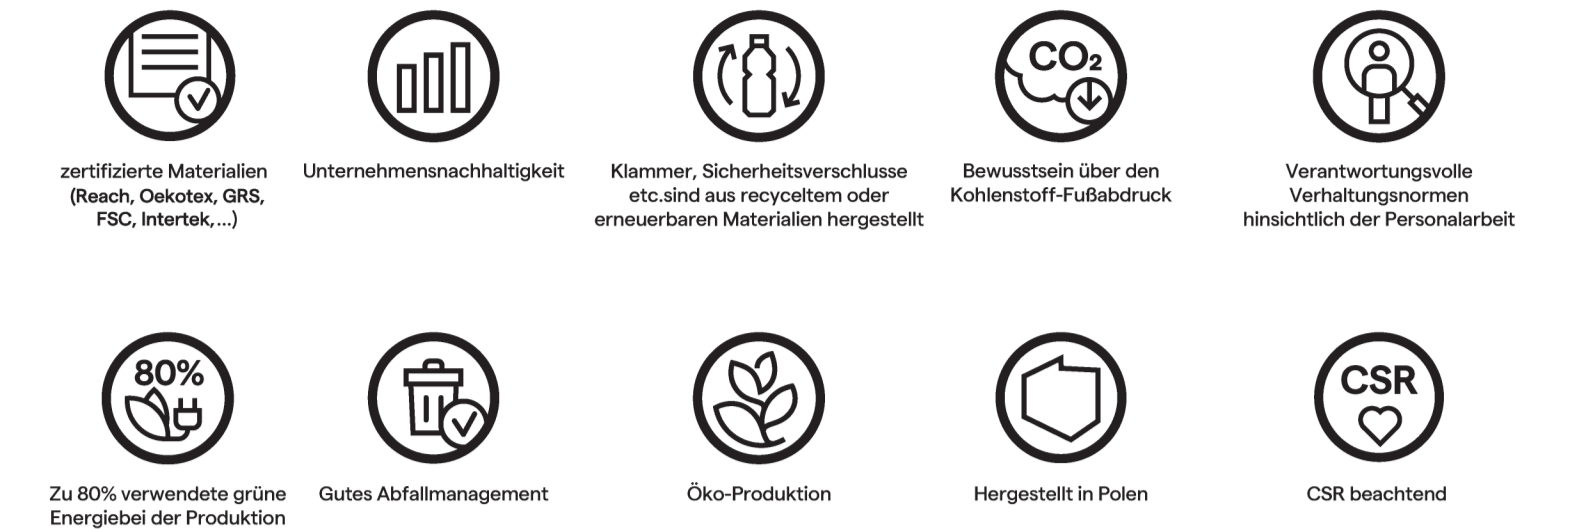 CO₂
zertifizierte Materialien
(Reach, Oekotex, GRS,
FSC, Intertek,...)
Unternehmensnachhaltigkeit
Klammer, Sicherheitsverschlusse
etc.sind aus recyceltem oder
erneuerbaren Materialien hergestellt
Bewusstsein über den
Kohlenstoff-Fußabdruck
Verantwortungsvolle
Verhaltungsnormen
hinsichtlich der Personalarbeit
80%
CSR
Zu 80% verwendete grüne
Energiebei der Produktion
Gutes Abfallmanagement
Öko-Produktion
Hergestellt in Polen
CSR beachtend